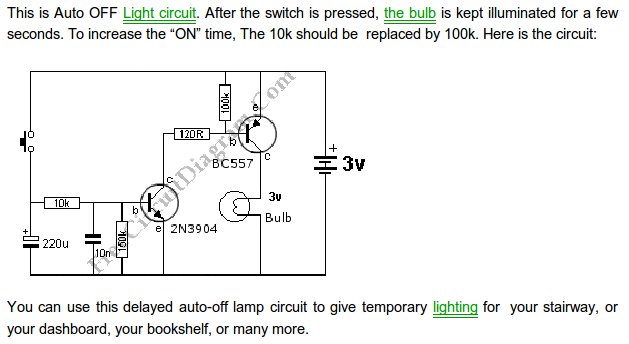 This is Auto OFF Light circuit. After the switch is pressed, the bulb is kept illuminated for a few
seconds. To increase the “ON” time, The 10k should be  replaced by 100k. Here is the circuit:
100k
e
120R
b
BC557
c
+
3v
c
10k
b
3v
Bulb
e
2N3904
+
220u
10n
100k
FreeCircuitDiagram.Com
You can use this delayed auto-off lamp circuit to give temporary lighting for  your stairway, or
your dashboard, your bookshelf, or many more.